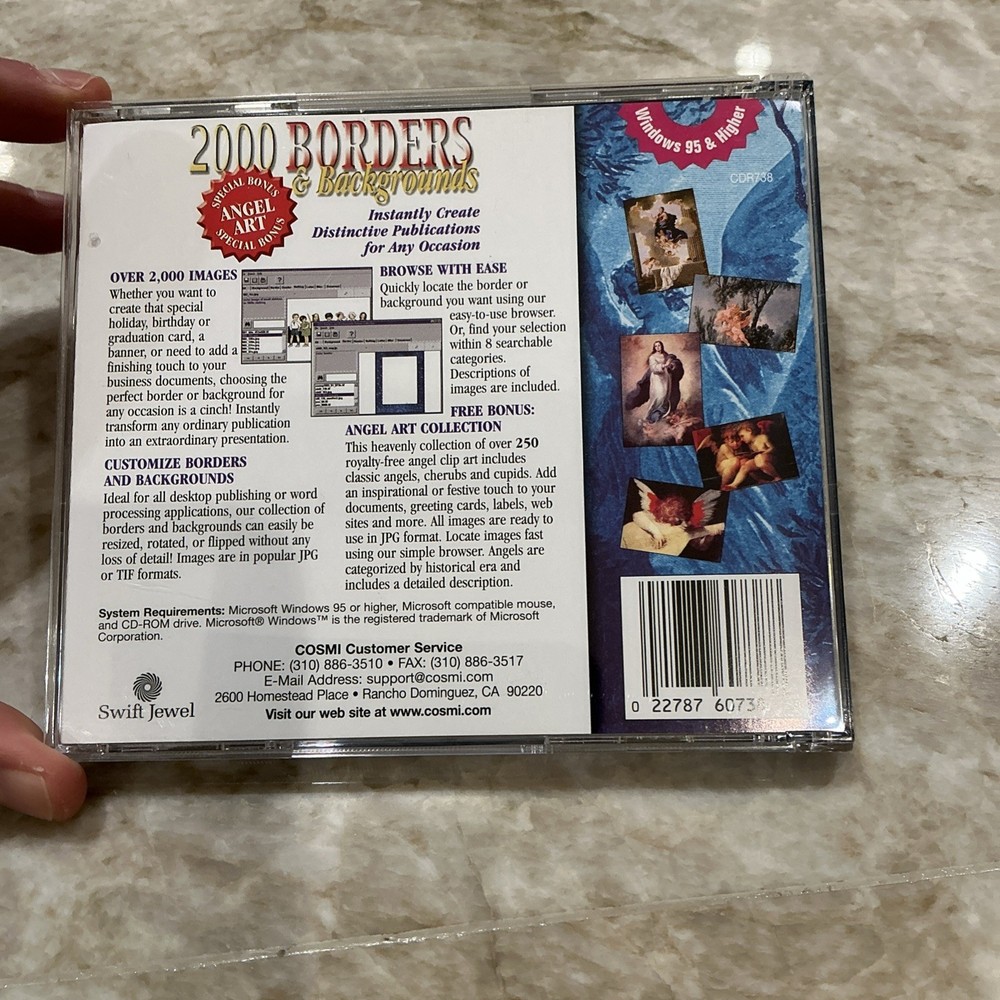 2000 BORDERS
& Backgrounds
SPECIAL BONUS
ANGEL
ART
SPECIAL BONUS
Instantly Create
Distinctive Publications
for Any Occasion
OVER 2,000 IMAGES
Whether you want to
create that special
holiday, birthday or
graduation card, a
banner, or need to add a
finishing touch to your
business documents, choosing the
perfect border or background for
any occasion is a cinch! Instantly
transform any ordinary publication
into an extraordinary presentation.
CUSTOMIZE BORDERS
AND BACKGROUNDS
Ideal for all desktop publishing or word
processing applications, our collection of
borders and backgrounds can easily be
resized, rotated, or flipped without any
loss of detail! Images are in popular JPG
or TIF formats.
BROWSE WITH EASE
Quickly locate the border or
background you want using our
easy-to-use browser.
Or, find your selection
within 8 searchable
categories.
Descriptions of
images are included.
FREE BONUS:
ANGEL ART COLLECTION
This heavenly collection of over 250
royalty-free angel clip art includes
classic angels, cherubs and cupids. Add
an inspirational or festive touch to your
documents, greeting cards, labels, web
sites and more. All images are ready to
use in JPG format. Locate images fast
using our simple browser. Angels are
categorized by historical era and
includes a detailed description.
System Requirements: Microsoft Windows 95 or higher, Microsoft compatible mouse,
and CD-ROM drive. Microsoft® Windows™ is the registered trademark of Microsoft
Corporation.
COSMI Customer Service
PHONE: (310) 886-3510 • FAX: (310) 886-3517
E-Mail Address: support@cosmi.com
2600 Homestead Place • Rancho Dominguez, CA 90220
Visit our web site at www.cosmi.com
Swift Jewel
Windows 95 & Higher
CDR738
0 22787 6073